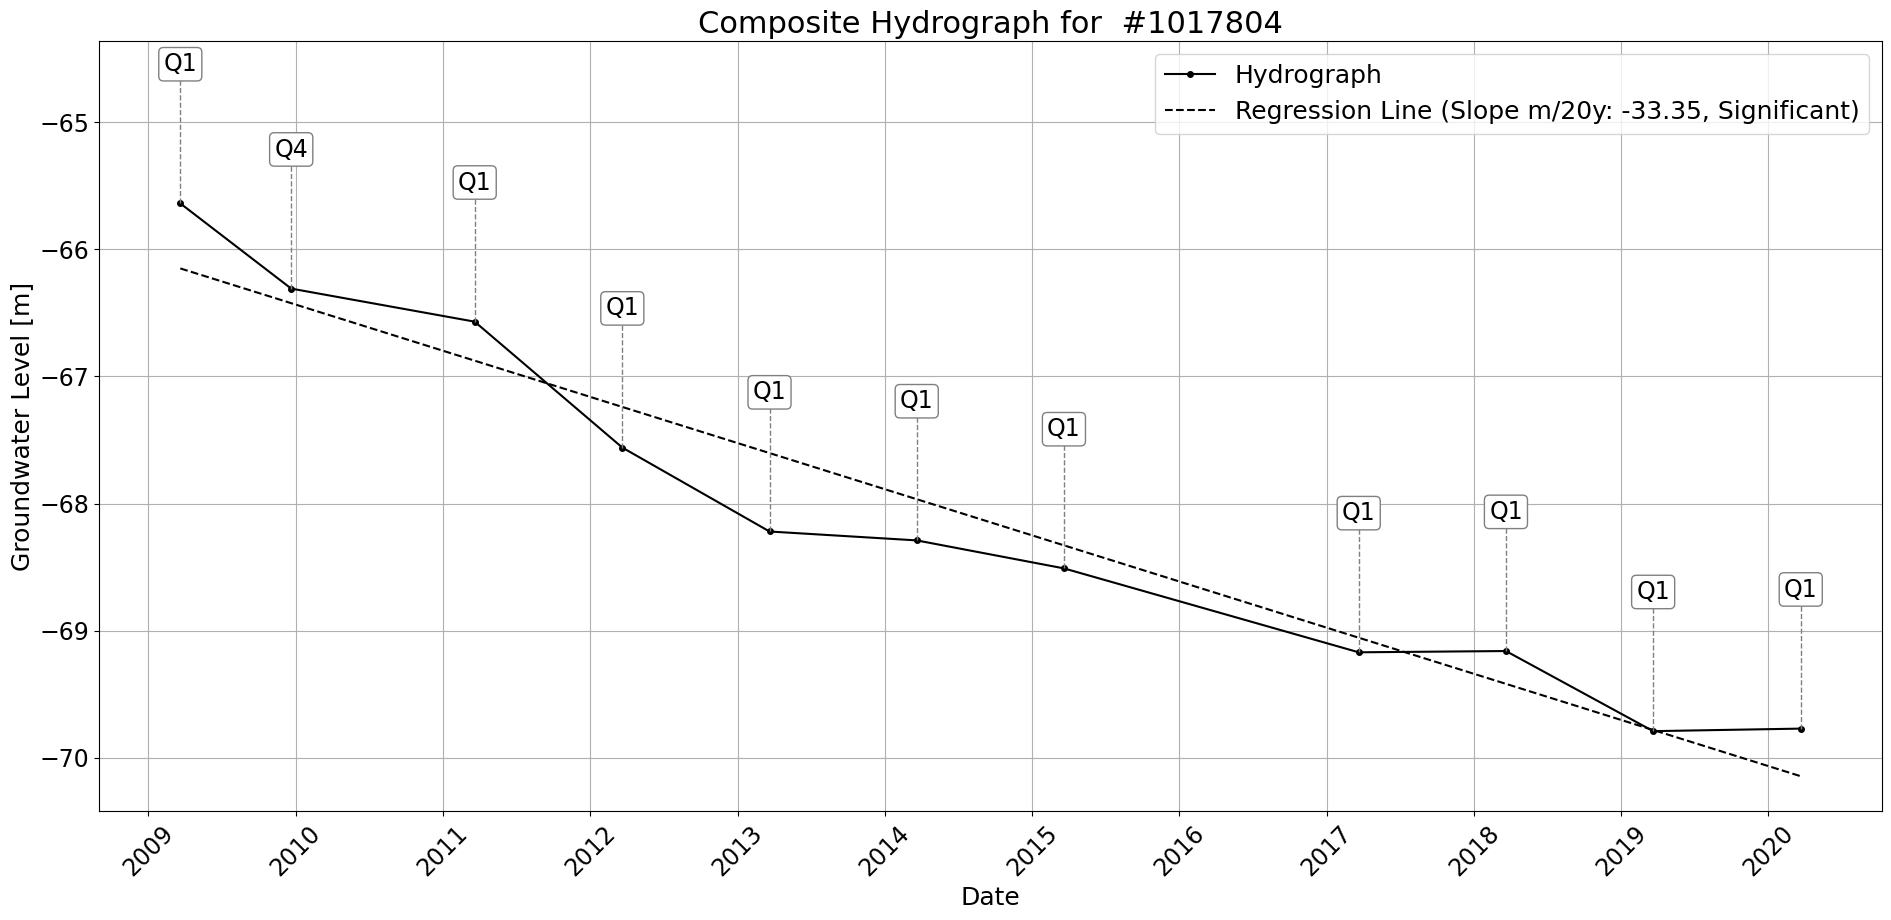 Composite Hydrograph for  #1017804
Hydrograph
Regression Line (Slope m/20y: -33.35, Significant)
Q1
Q4
Q1
Q1
Q1
Q1
Q1
Q1
Q1
Q1
Q1
Groundwater Level [m]
−65
−66
−67
−68
−69
−70
2009
2010
2011
2012
2013
2014
2015
2016
2017
2018
2019
2020
Date